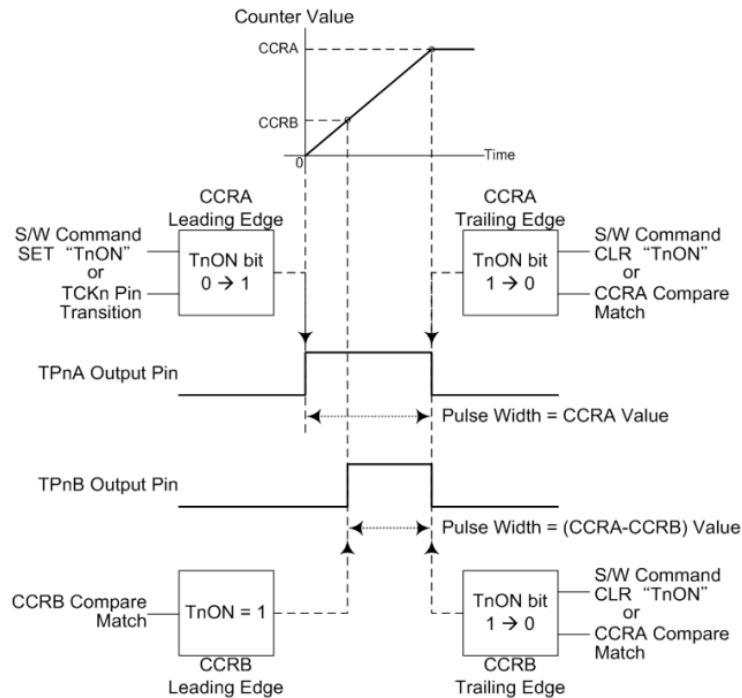 Counter Value
CCRA
CCRB
0
Time
CCRA
Leading Edge
S/W Command
SET “TnON”
or
TCKn Pin
Transition
TnON bit
0 → 1
CCRA
Trailing Edge
TnON bit
1 → 0
S/W Command
CLR “TnON”
or
CCRA Compare
Match
TPnA Output Pin
Pulse Width = CCRA Value
TPnB Output Pin
Pulse Width = (CCRA-CCRB) Value
CCRB Compare
Match
TnON = 1
CCRB
Leading Edge
TnON bit
1 → 0
CCRB
Trailing Edge
S/W Command
CLR “TnON”
or
CCRA Compare
Match